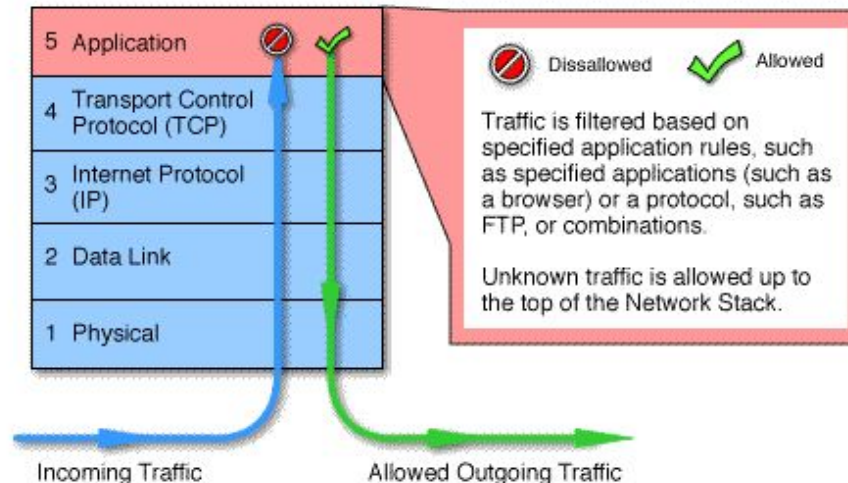 5 Application
4 Transport Control
Protocol (TCP)
3 Internet Protocol
(IP)
2 Data Link
1 Physical
Incoming Traffic
Allowed Outgoing Traffic
Dissallowed
Allowed
Traffic is filtered based on
specified application rules, such
as specified applications (such as
a browser) or a protocol, such as
FTP, or combinations.
Unknown traffic is allowed up to
the top of the Network Stack.